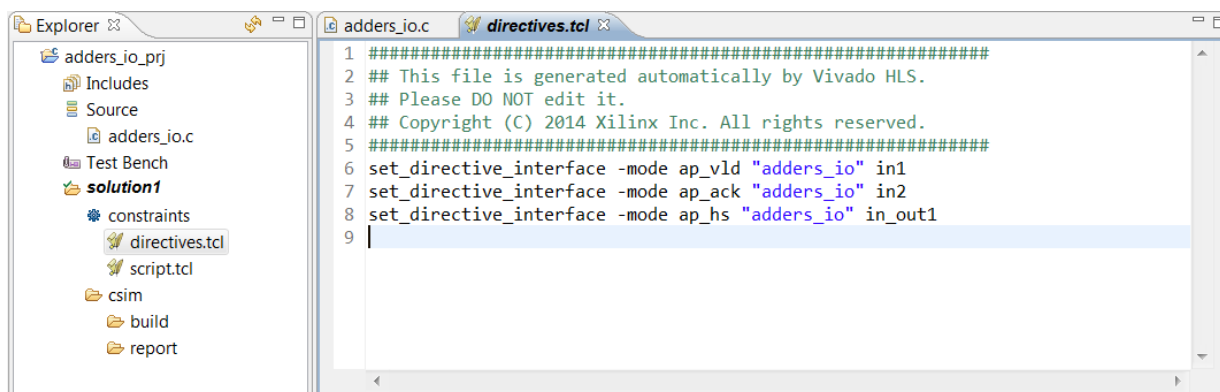 Explorer
adders_io_prj
Includes
Source
adders_io.c
Test Bench
solution1
constraints
directives.tcl
script.tcl
csim
build
report
adders_io.c
directives.tcl
1 ############################################################
2 ## This file is generated automatically by Vivado HLS.
3 ## Please DO NOT edit it.
4 ## Copyright (C) 2014 Xilinx Inc. All rights reserved.
5 ############################################################
6 set_directive_interface -mode ap_vld "adders_io" in1
7 set_directive_interface -mode ap_ack "adders_io" in2
8 set_directive_interface -mode ap_hs "adders_io" in_out1
9